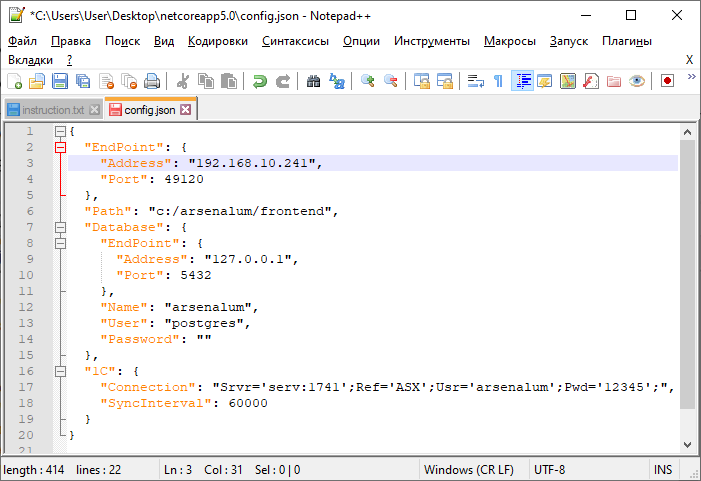 *C:\Users\User\Desktop\netcoreapp5.0\config.json - Notepad++
Файл Правка Поиск Вид Кодировки Синтаксисы Опции Инструменты Макросы Запуск Плагины
Вкладки ? X
instruction.txt config.json
1 {
2 "EndPoint": {
3 "Address": "192.168.10.241",
4 "Port": 49120
5 },
6 "Path": "c:/arsenalum/frontend",
7 "Database": {
8 "EndPoint": {
9 "Address": "127.0.0.1",
10 "Port": 5432
11 },
12 "Name": "arsenalum",
13 "User": "postgres",
14 "Password": ""
15 },
16 "1C": {
17 "Connection": "Srvr='serv:1741';Ref='ASX';Usr='arsenalum';Pwd='12345';",
18 "SyncInterval": 60000
19 }
20 }
21
length : 414 lines : 22 Ln : 3 Col : 31 Sel : 0 | 0 Windows (CR LF) UTF-8 INS